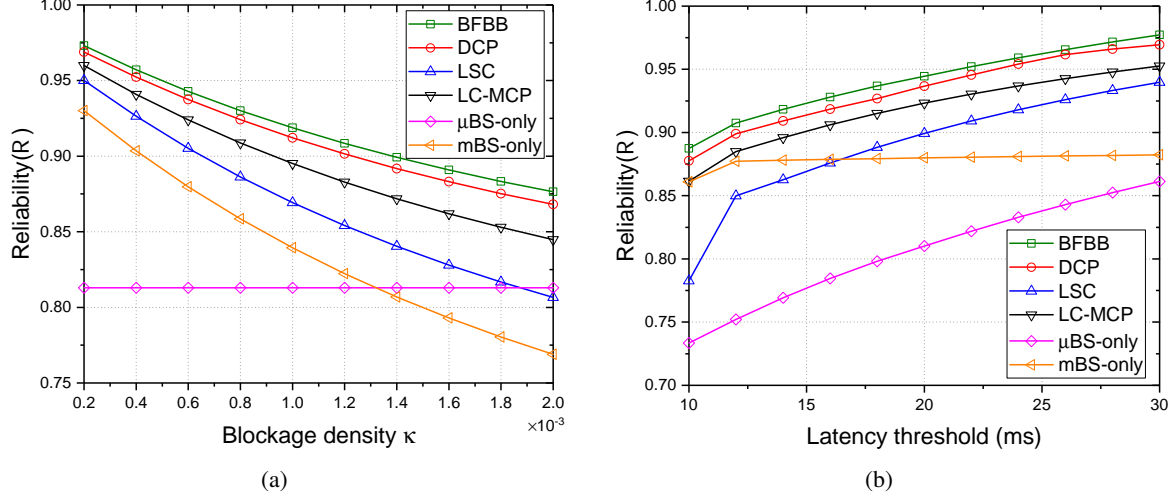 1.00
0.95
0.90
0.85
0.80
0.75
Reliability(R )
BFBB
DCP
LSC
LC-MCP
μBS-only
mBS-only
0.2 0.4 0.6 0.8 1.0 1.2 1.4 1.6 1.8 2.0
×10⁻³
Blockage density κ
(a)
1.00
0.95
0.90
0.85
0.80
0.75
0.70
Reliability(R )
BFBB
DCP
LSC
LC-MCP
μBS-only
mBS-only
10 15 20 25 30
Latency threshold (ms)
(b)